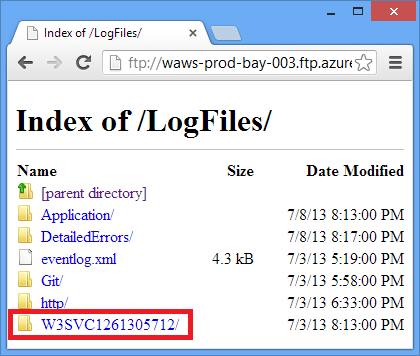 Index of /LogFiles/
ftp://waws-prod-bay-003.ftp.azure
Index of /LogFiles/
Name Size Date Modified
[parent directory]
Application/ 7/8/13 8:13:00 PM
DetailedErrors/ 7/8/13 8:17:00 PM
eventlog.xml 4.3 kB 7/3/13 5:19:00 PM
Git/ 7/3/13 5:58:00 PM
http/ 7/3/13 6:33:00 PM
W3SVC1261305712/ 7/3/13 8:13:00 PM